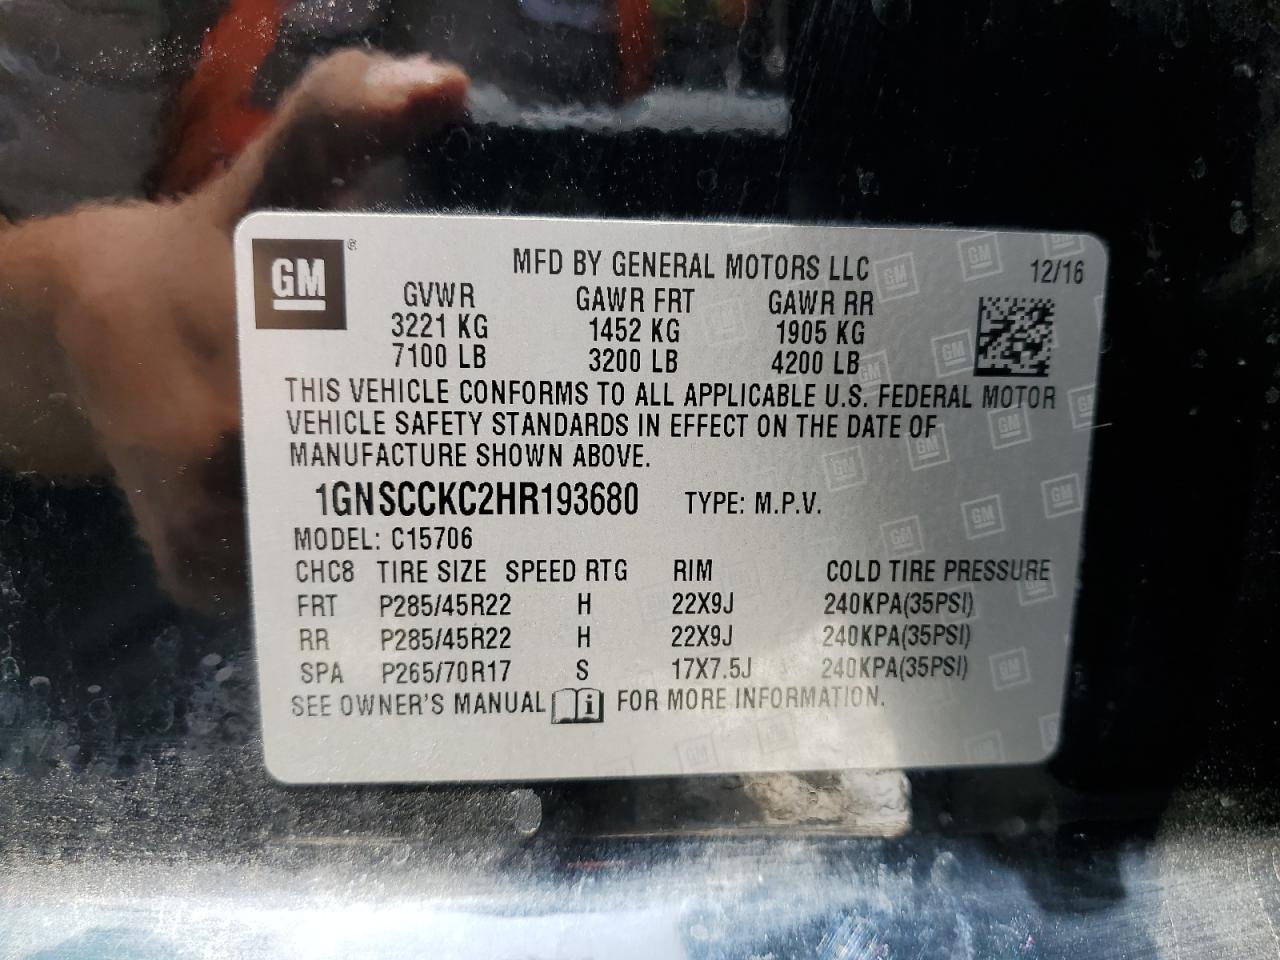 GM ® MFD BY GENERAL MOTORS LLC 12/16
GVWR GAWR FRT GAWR RR
3221 KG 1452 KG 1905 KG
7100 LB 3200 LB 4200 LB
THIS VEHICLE CONFORMS TO ALL APPLICABLE U.S. FEDERAL MOTOR
VEHICLE SAFETY STANDARDS IN EFFECT ON THE DATE OF
MANUFACTURE SHOWN ABOVE.
1GNSCCKC2HR193680 TYPE: M.P.V.
MODEL: C15706
CHC8 TIRE SIZE SPEED RTG RIM COLD TIRE PRESSURE
FRT P285/45R22 H 22X9J 240KPA(35PSI)
RR P285/45R22 H 22X9J 240KPA(35PSI)
SPA P265/70R17 S 17X7.5J 240KPA(35PSI)
SEE OWNER'S MANUAL i FOR MORE INFORMATION.